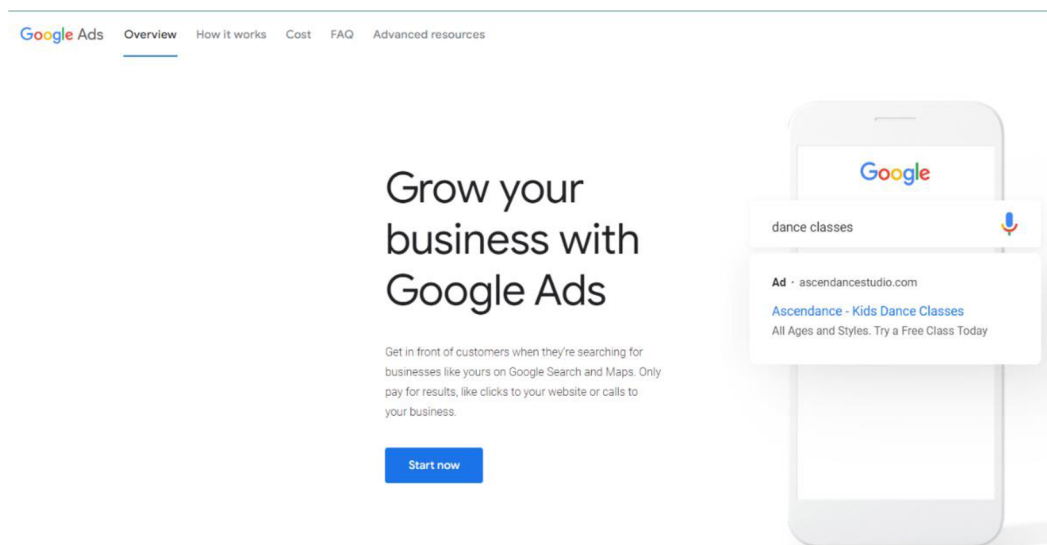 Google Ads Overview How it works Cost FAQ Advanced resources
Grow your
business with
Google Ads
Get in front of customers when they're searching for
businesses like yours on Google Search and Maps. Only
pay for results, like clicks to your website or calls to
your business.
Start now
Google
dance classes
Ad · ascendancestudio.com
Ascendance - Kids Dance Classes
All Ages and Styles. Try a Free Class Today